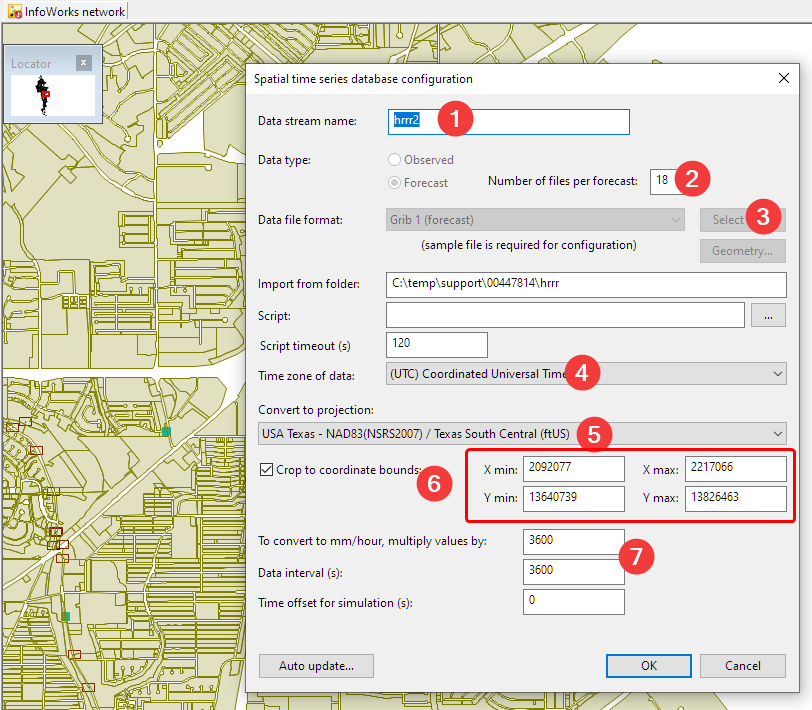 InfoWorks network
Locator
x
Spatial time series database configuration
Data stream name: hrrr2 1
Data type: Observed
Forecast Number of files per forecast: 18 2
Data file format: Grib 1 (forecast) Select 3
(sample file is required for configuration) Geometry...
Import from folder: C:\temp\support\00447814\hrrr
Script: ...
Script timeout (s) 120
Time zone of data: (UTC) Coordinated Universal Time 4
Convert to projection:
USA Texas - NAD83(NSRS2007) / Texas South Central (ftUS) 5
Crop to coordinate bounds: 6 X min: 2092077 X max: 2217066
Y min: 13640739 Y max: 13826463
To convert to mm/hour, multiply values by: 3600
7
Data interval (s): 3600
Time offset for simulation (s): 0
Auto update... OK Cancel